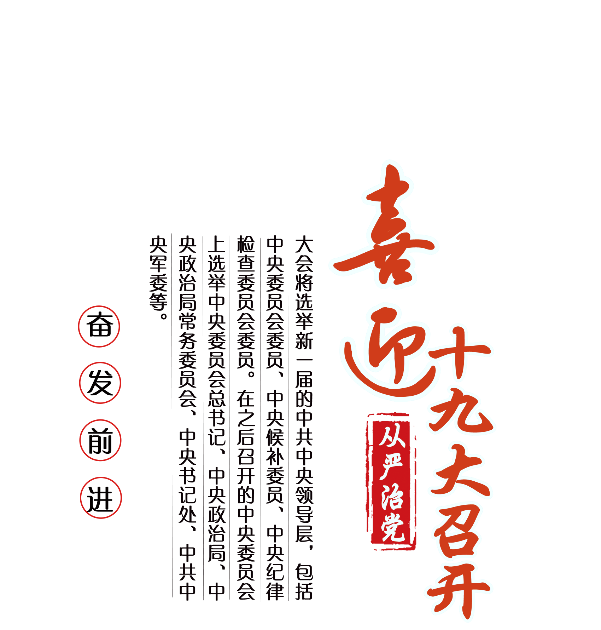 喜迎
十九大召开
从严治党
大会将选举新一届的中共中央领导层，包括
中央委员会委员、中央候补委员、中央纪律
检查委员会委员。在之后召开的中央委员会
上选举中央委员会总书记、中央政治局、中
央政治局常务委员会、中央书记处、中共中
央军委等。
奋发前进